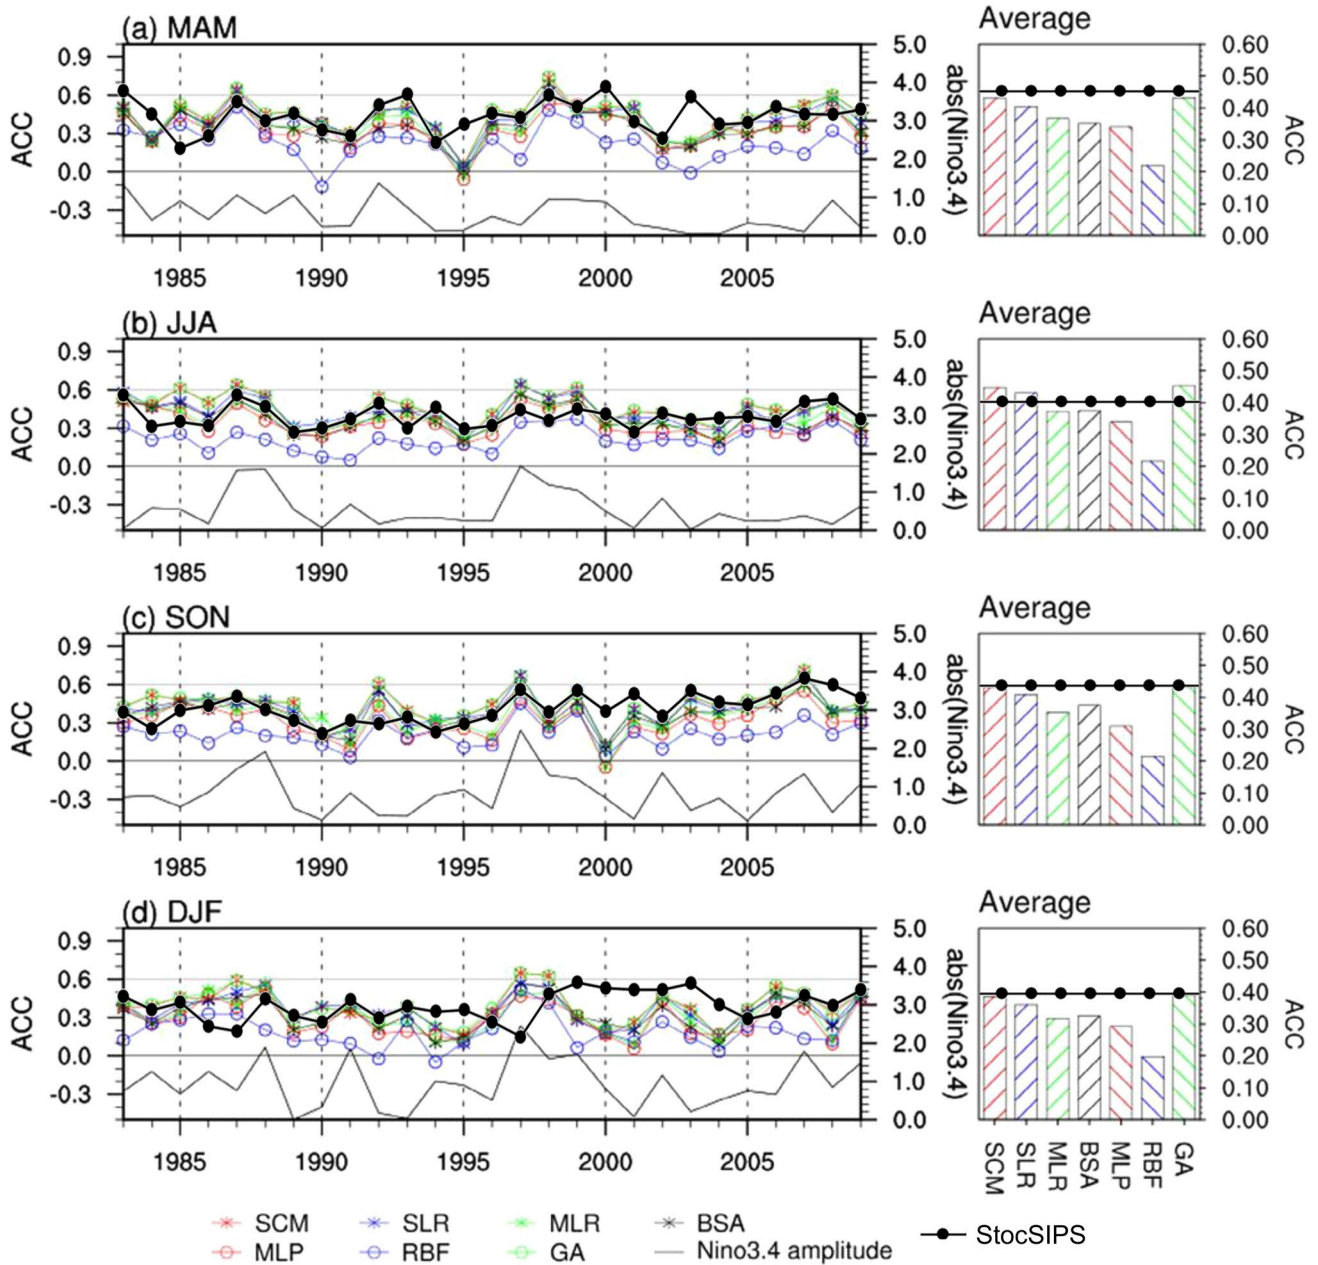 (a) MAM
Average
0.9
0.6
0.3
0.0
-0.3
ACC
5.0
4.0
3.0
2.0
1.0
0.0
abs(Nino3.4)
0.60
0.50
0.40
0.30
0.20
0.10
0.00
ACC
1985 1990 1995 2000 2005
(b) JJA
Average
0.9
0.6
0.3
0.0
-0.3
ACC
5.0
4.0
3.0
2.0
1.0
0.0
abs(Nino3.4)
0.60
0.50
0.40
0.30
0.20
0.10
0.00
ACC
1985 1990 1995 2000 2005
(c) SON
Average
0.9
0.6
0.3
0.0
-0.3
ACC
5.0
4.0
3.0
2.0
1.0
0.0
abs(Nino3.4)
0.60
0.50
0.40
0.30
0.20
0.10
0.00
ACC
1985 1990 1995 2000 2005
(d) DJF
Average
0.9
0.6
0.3
0.0
-0.3
ACC
5.0
4.0
3.0
2.0
1.0
0.0
abs(Nino3.4)
0.60
0.50
0.40
0.30
0.20
0.10
0.00
ACC
1985 1990 1995 2000 2005
SCM SLR MLR BSA MLP RBF GA
SCM SLR MLR BSA
MLP RBF GA Nino3.4 amplitude
StocSIPS